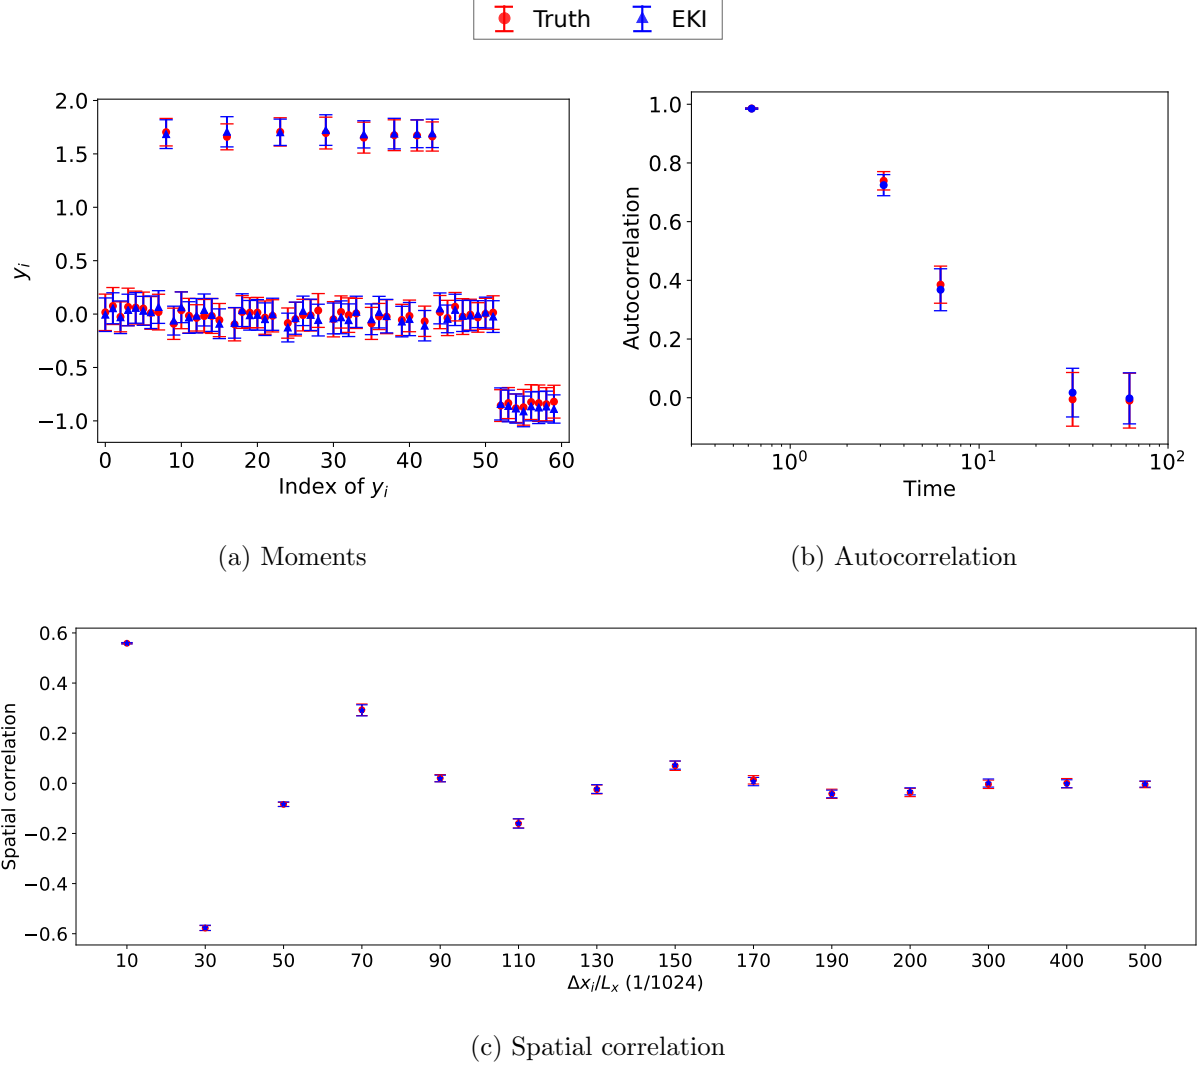 Truth EKI
2.0
1.5
1.0
0.5
0.0
−0.5
−1.0
y_i
0 10 20 30 40 50 60
Index of y_i
(a) Moments
1.0
0.8
0.6
0.4
0.2
0.0
Autocorrelation
10^0 10^1 10^2
Time
(b) Autocorrelation
0.6
0.4
0.2
0.0
−0.2
−0.4
−0.6
Spatial correlation
10 30 50 70 90 110 130 150 170 190 200 300 400 500
Δx_i/L_x (1/1024)
(c) Spatial correlation